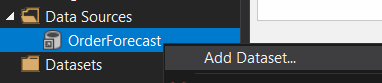 Data Sources
OrderForecast
Add Dataset...
Datasets